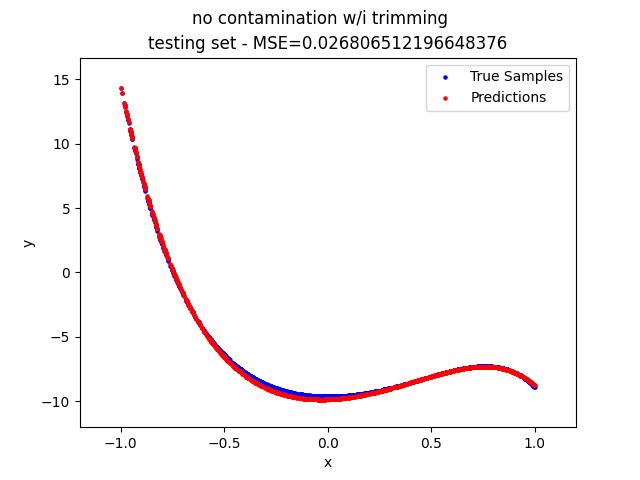 no contamination w/i trimming
testing set - MSE=0.026806512196648376
True Samples
Predictions
15
10
5
0
−5
−10
y
−1.0
−0.5
0.0
0.5
1.0
x